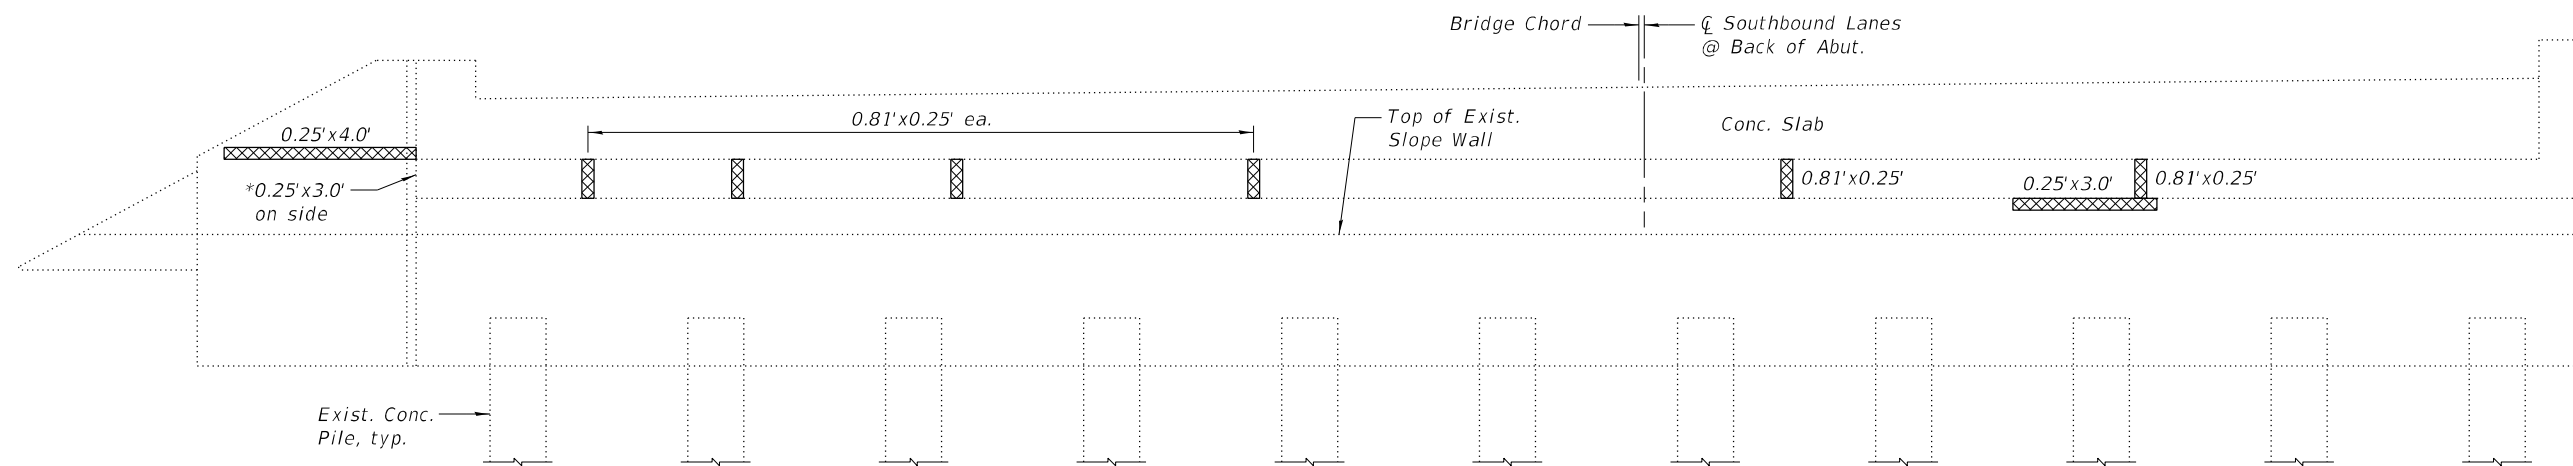 Bridge Chord
℄ Southbound Lanes
@ Back of Abut.
0.81'x0.25' ea.
Top of Exist.
Slope Wall
Conc. Slab
0.25'x4.0'
*0.25'x3.0'
on side
0.81'x0.25'
0.25'x3.0'
0.81'x0.25'
Exist. Conc.
Pile, typ.